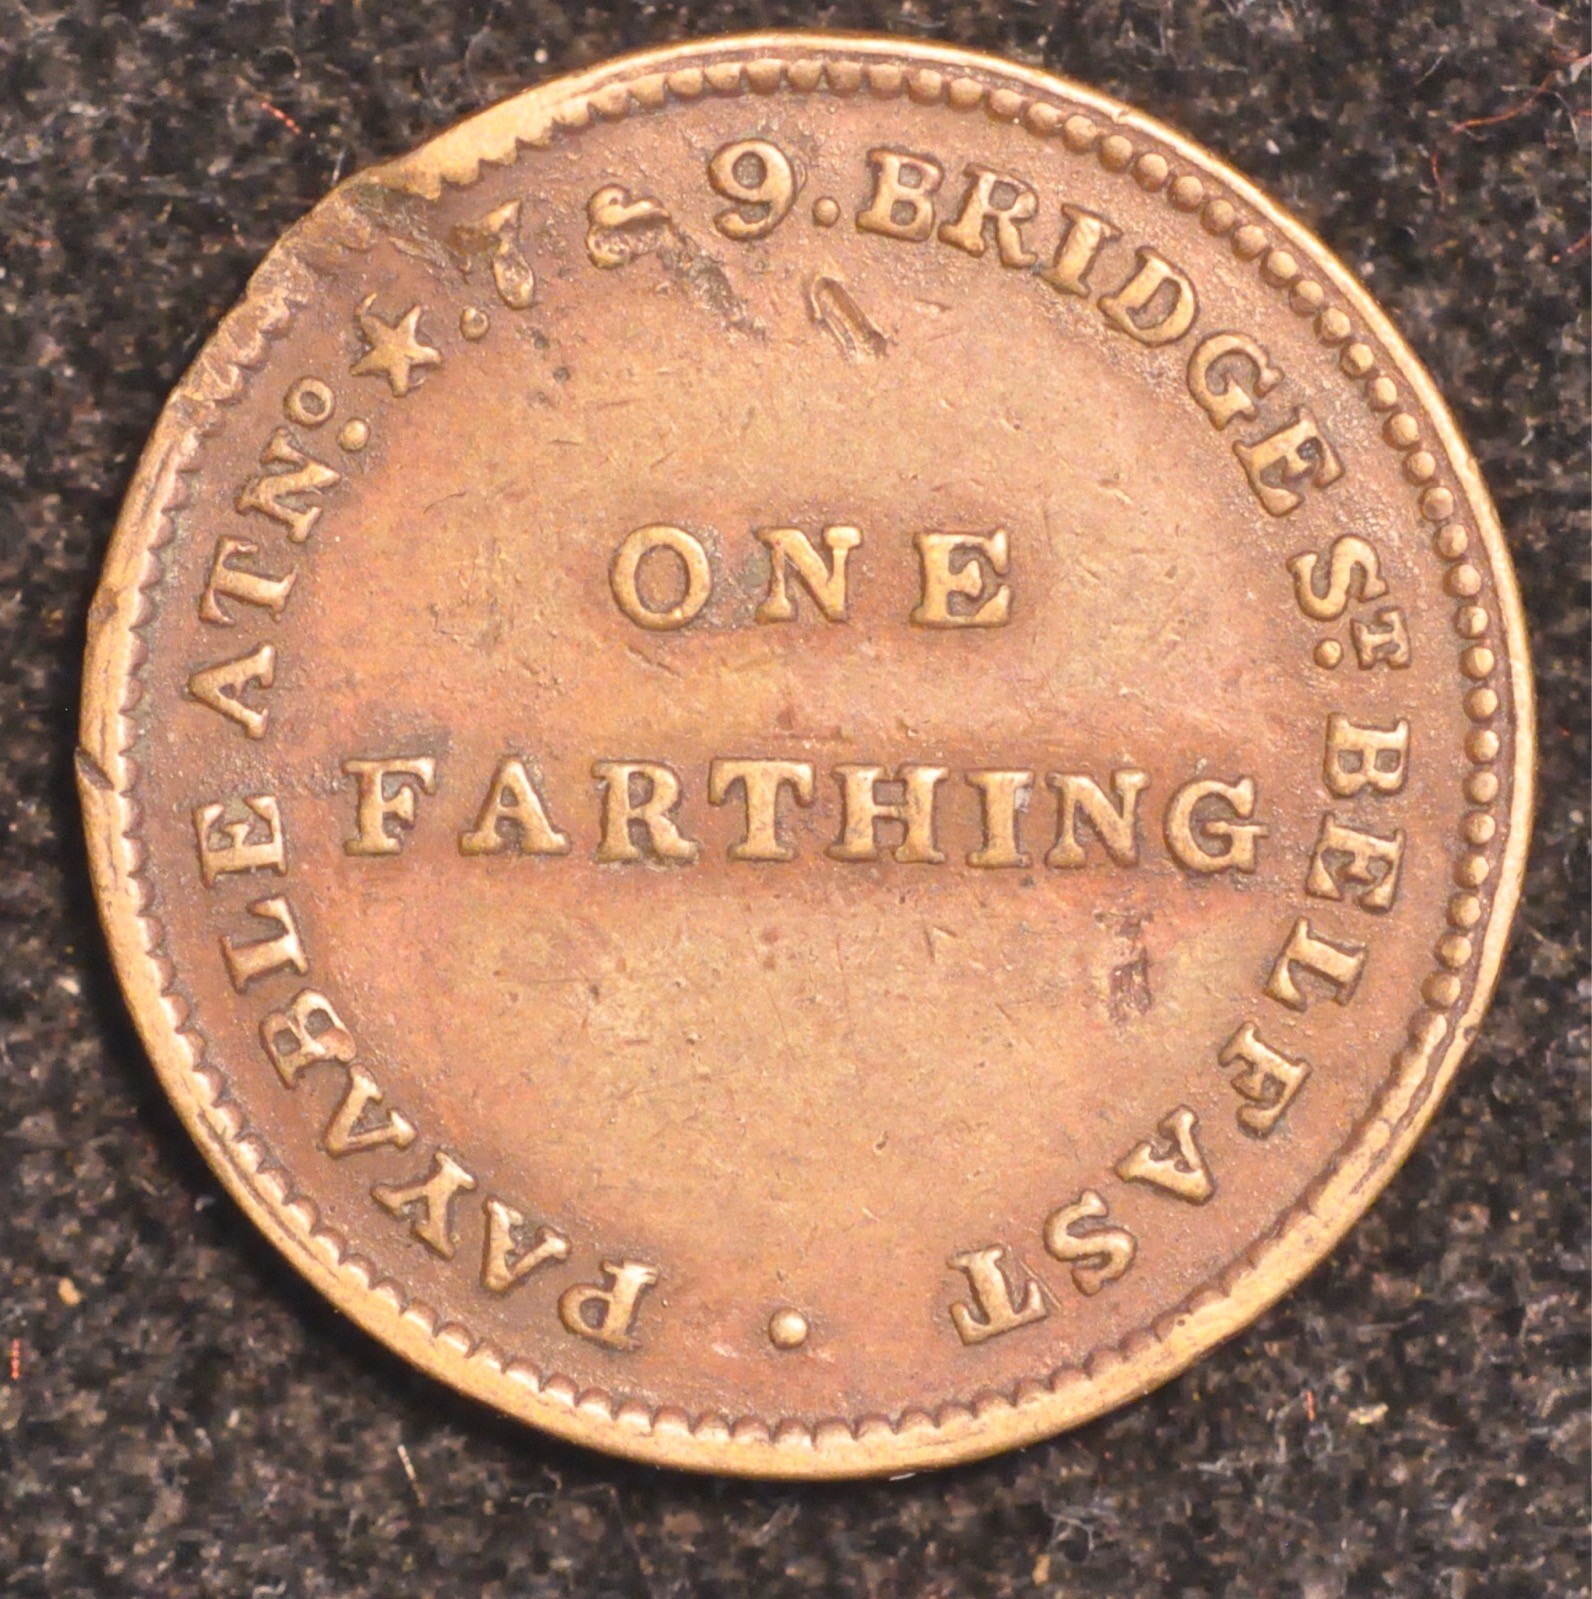 PAYABLE AT No. ★ .7 & 9. BRIDGE ST. BELFAST
ONE
FARTHING